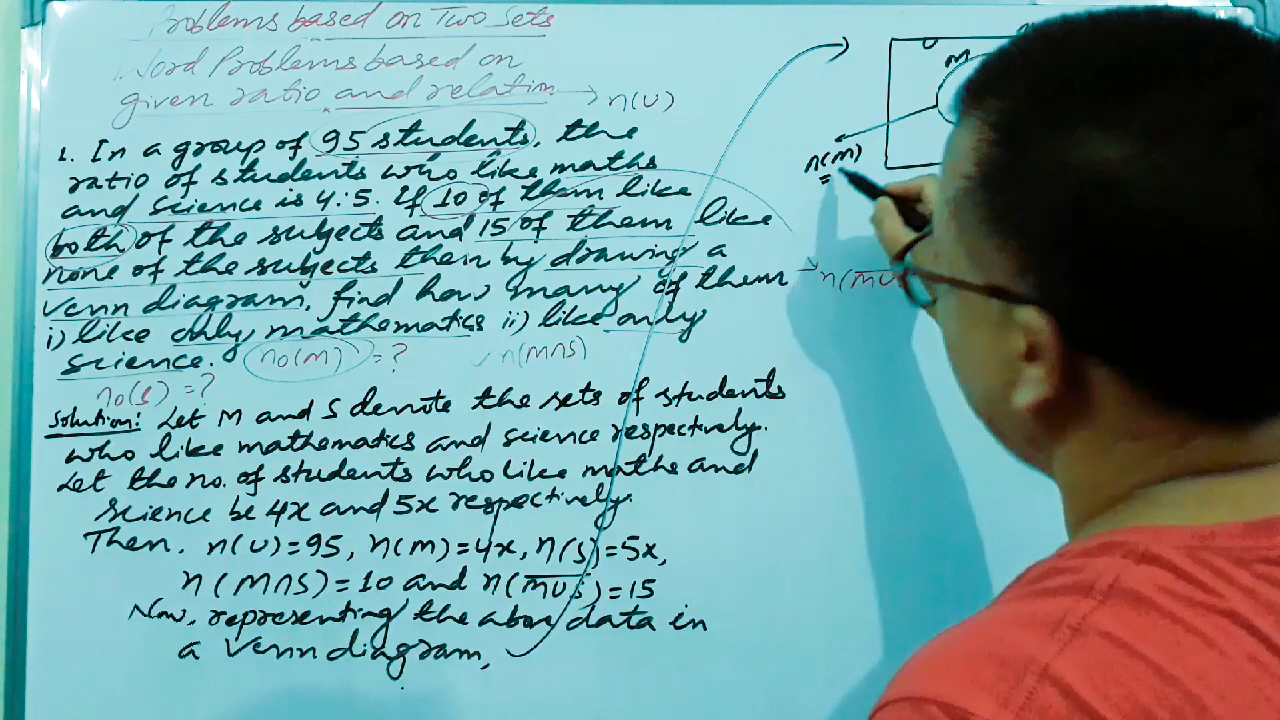 Problems based on Two Sets
Word Problems based on
given ratio and relation → n(U)
1. In a group of 95 students, the
ratio of students who like maths
and science is 4:5. If 10 of them like
both of the subjects and 15 of them like
none of the subjects then by drawing a
Venn diagram, find how many of them
i) like only mathematics ii) like only
science. no(M) = ? n(M∩S)
no(S) = ?
Solution: Let M and S denote the sets of students
who like mathematics and science respectively.
Let the no. of students who like maths and
science be 4x and 5x respectively.
Then, n(U)=95, n(M)=4x, n(S)=5x,
n(M∩S)=10 and n(\overline{M∪S})=15
Now, representing the above data in
a Venn diagram,
U
M
n(M)
=